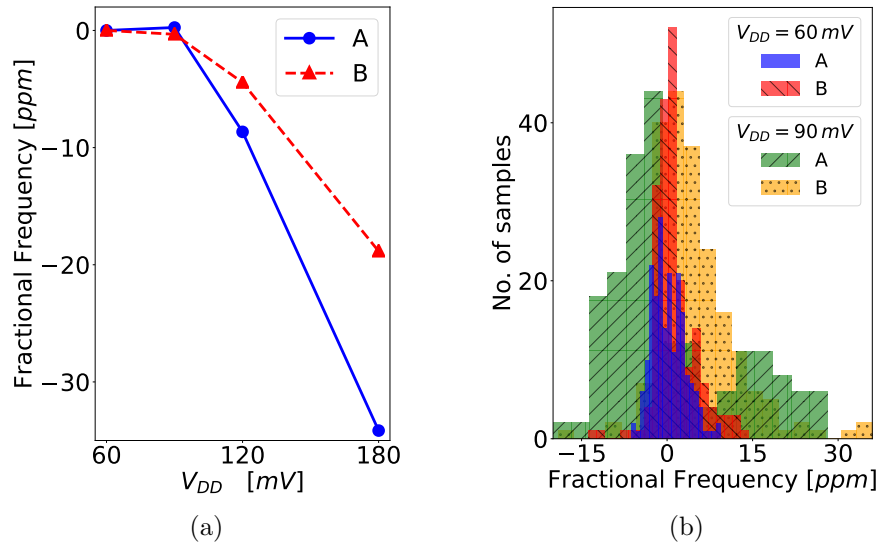 0
−10
−20
−30
Fractional Frequency [ppm]
A
B
60
120
180
V_DD [mV]
(a)
0
20
40
No. of samples
V_DD = 60 mV
A
B
V_DD = 90 mV
A
B
−15
0
15
30
Fractional Frequency [ppm]
(b)